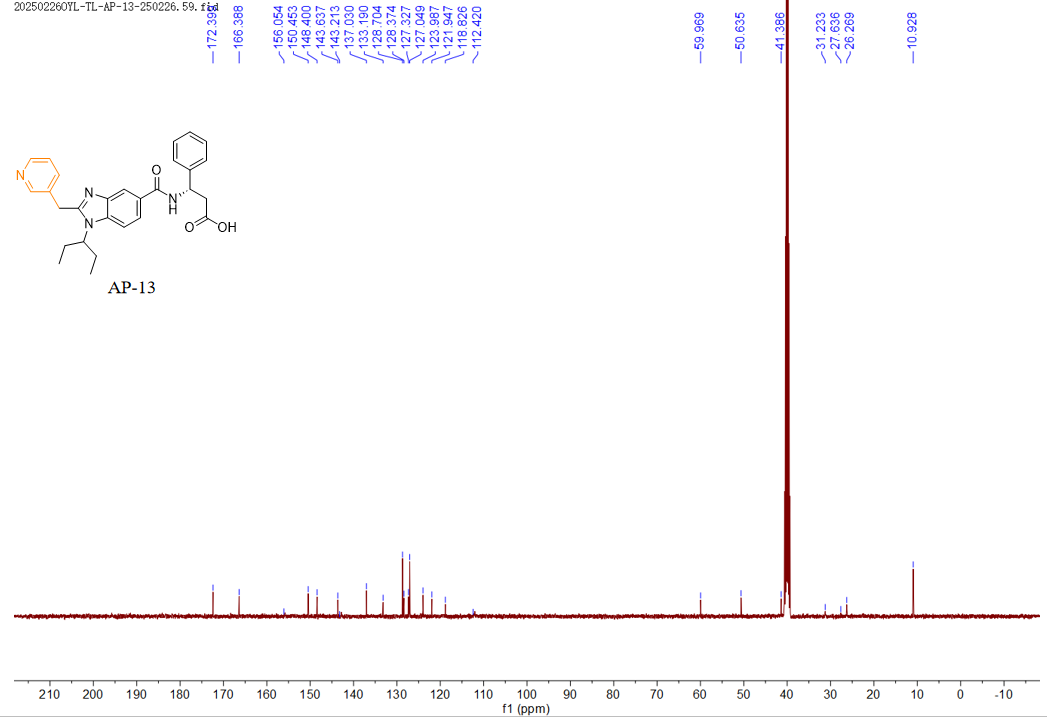 20250226OYL-TL-AP-13-250226.59.fid
172.399
166.388
156.054
150.453
148.400
143.637
143.213
137.030
133.190
128.704
128.374
127.327
127.049
123.987
121.947
118.826
112.420
59.969
50.635
41.386
31.233
27.636
26.269
10.928
N
N
N
O
N
H
O
OH
AP-13
210 200 190 180 170 160 150 140 130 120 110 100 90 80 70 60 50 40 30 20 10 0 -10
f1 (ppm)